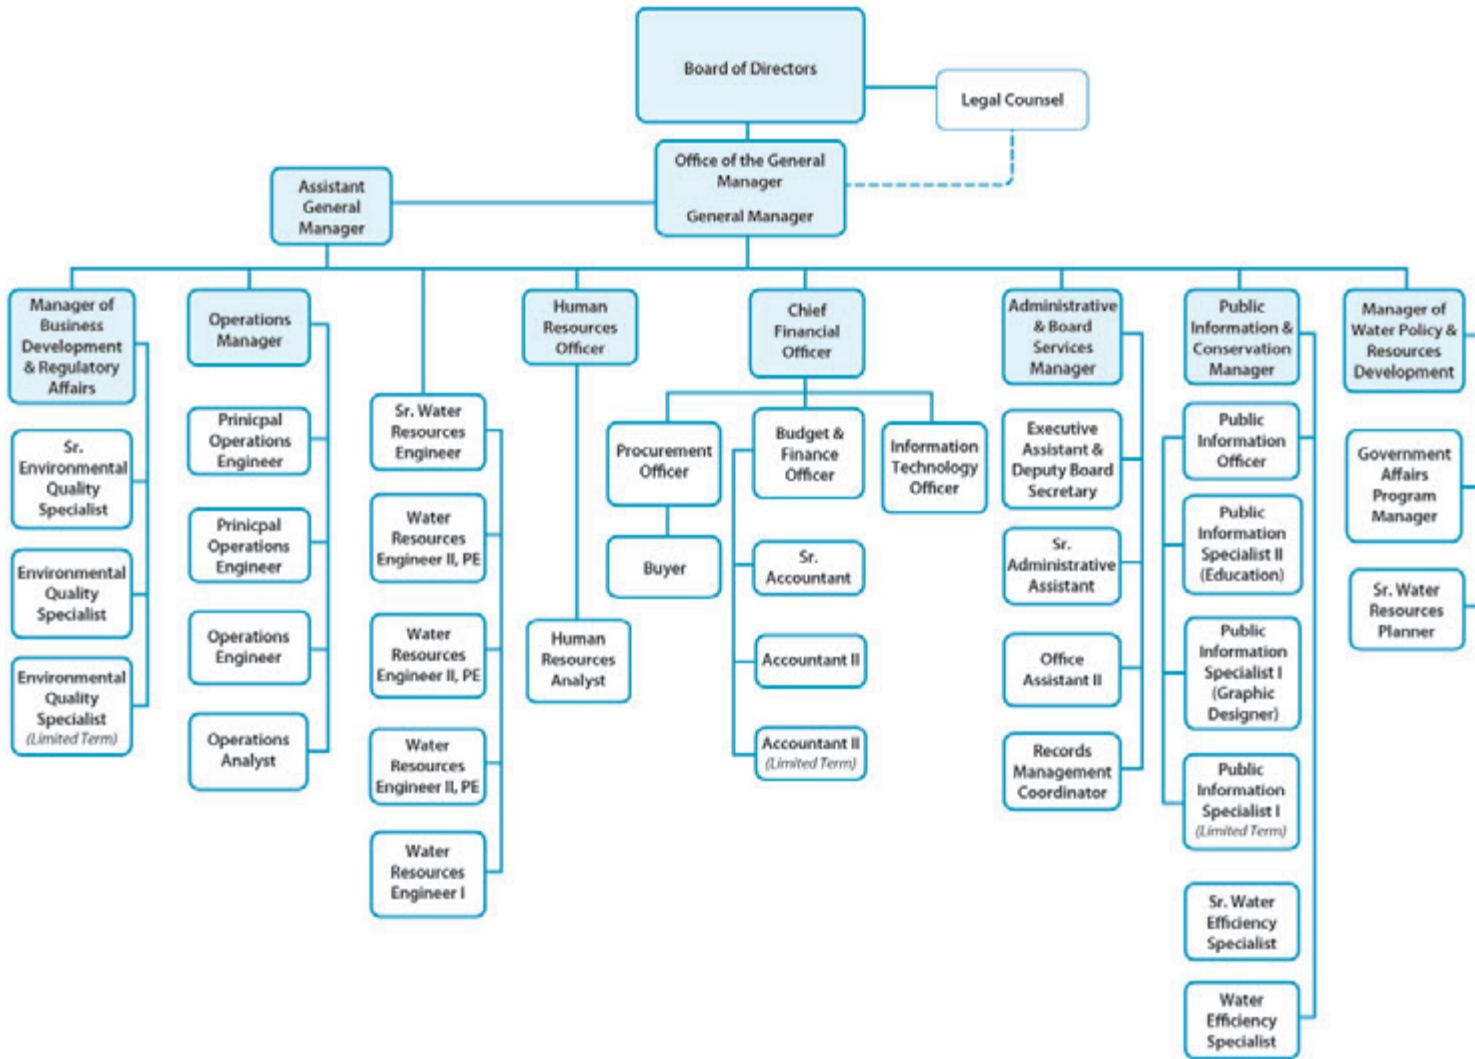 Board of Directors
Legal Counsel
Office of the General
Manager
General Manager
Assistant
General
Manager
Manager of
Business
Development
& Regulatory
Affairs
Sr.
Environmental
Quality
Specialist
Environmental
Quality
Specialist
Environmental
Quality
Specialist
(Limited Term)
Operations
Manager
Prinicpal
Operations
Engineer
Prinicpal
Operations
Engineer
Operations
Engineer
Operations
Analyst
Sr. Water
Resources
Engineer
Water
Resources
Engineer II, PE
Water
Resources
Engineer II, PE
Water
Resources
Engineer II, PE
Water
Resources
Engineer I
Human
Resources
Officer
Human
Resources
Analyst
Chief
Financial
Officer
Procurement
Officer
Buyer
Budget &
Finance
Officer
Sr.
Accountant
Accountant II
Accountant II
(Limited Term)
Information
Technology
Officer
Administrative
& Board
Services
Manager
Executive
Assistant &
Deputy Board
Secretary
Sr.
Administrative
Assistant
Office
Assistant II
Records
Management
Coordinator
Public
Information &
Conservation
Manager
Public
Information
Officer
Public
Information
Specialist II
(Education)
Public
Information
Specialist I
(Graphic
Designer)
Public
Information
Specialist I
(Limited Term)
Sr. Water
Efficiency
Specialist
Water
Efficiency
Specialist
Manager of
Water Policy &
Resources
Development
Government
Affairs
Program
Manager
Sr. Water
Resources
Planner